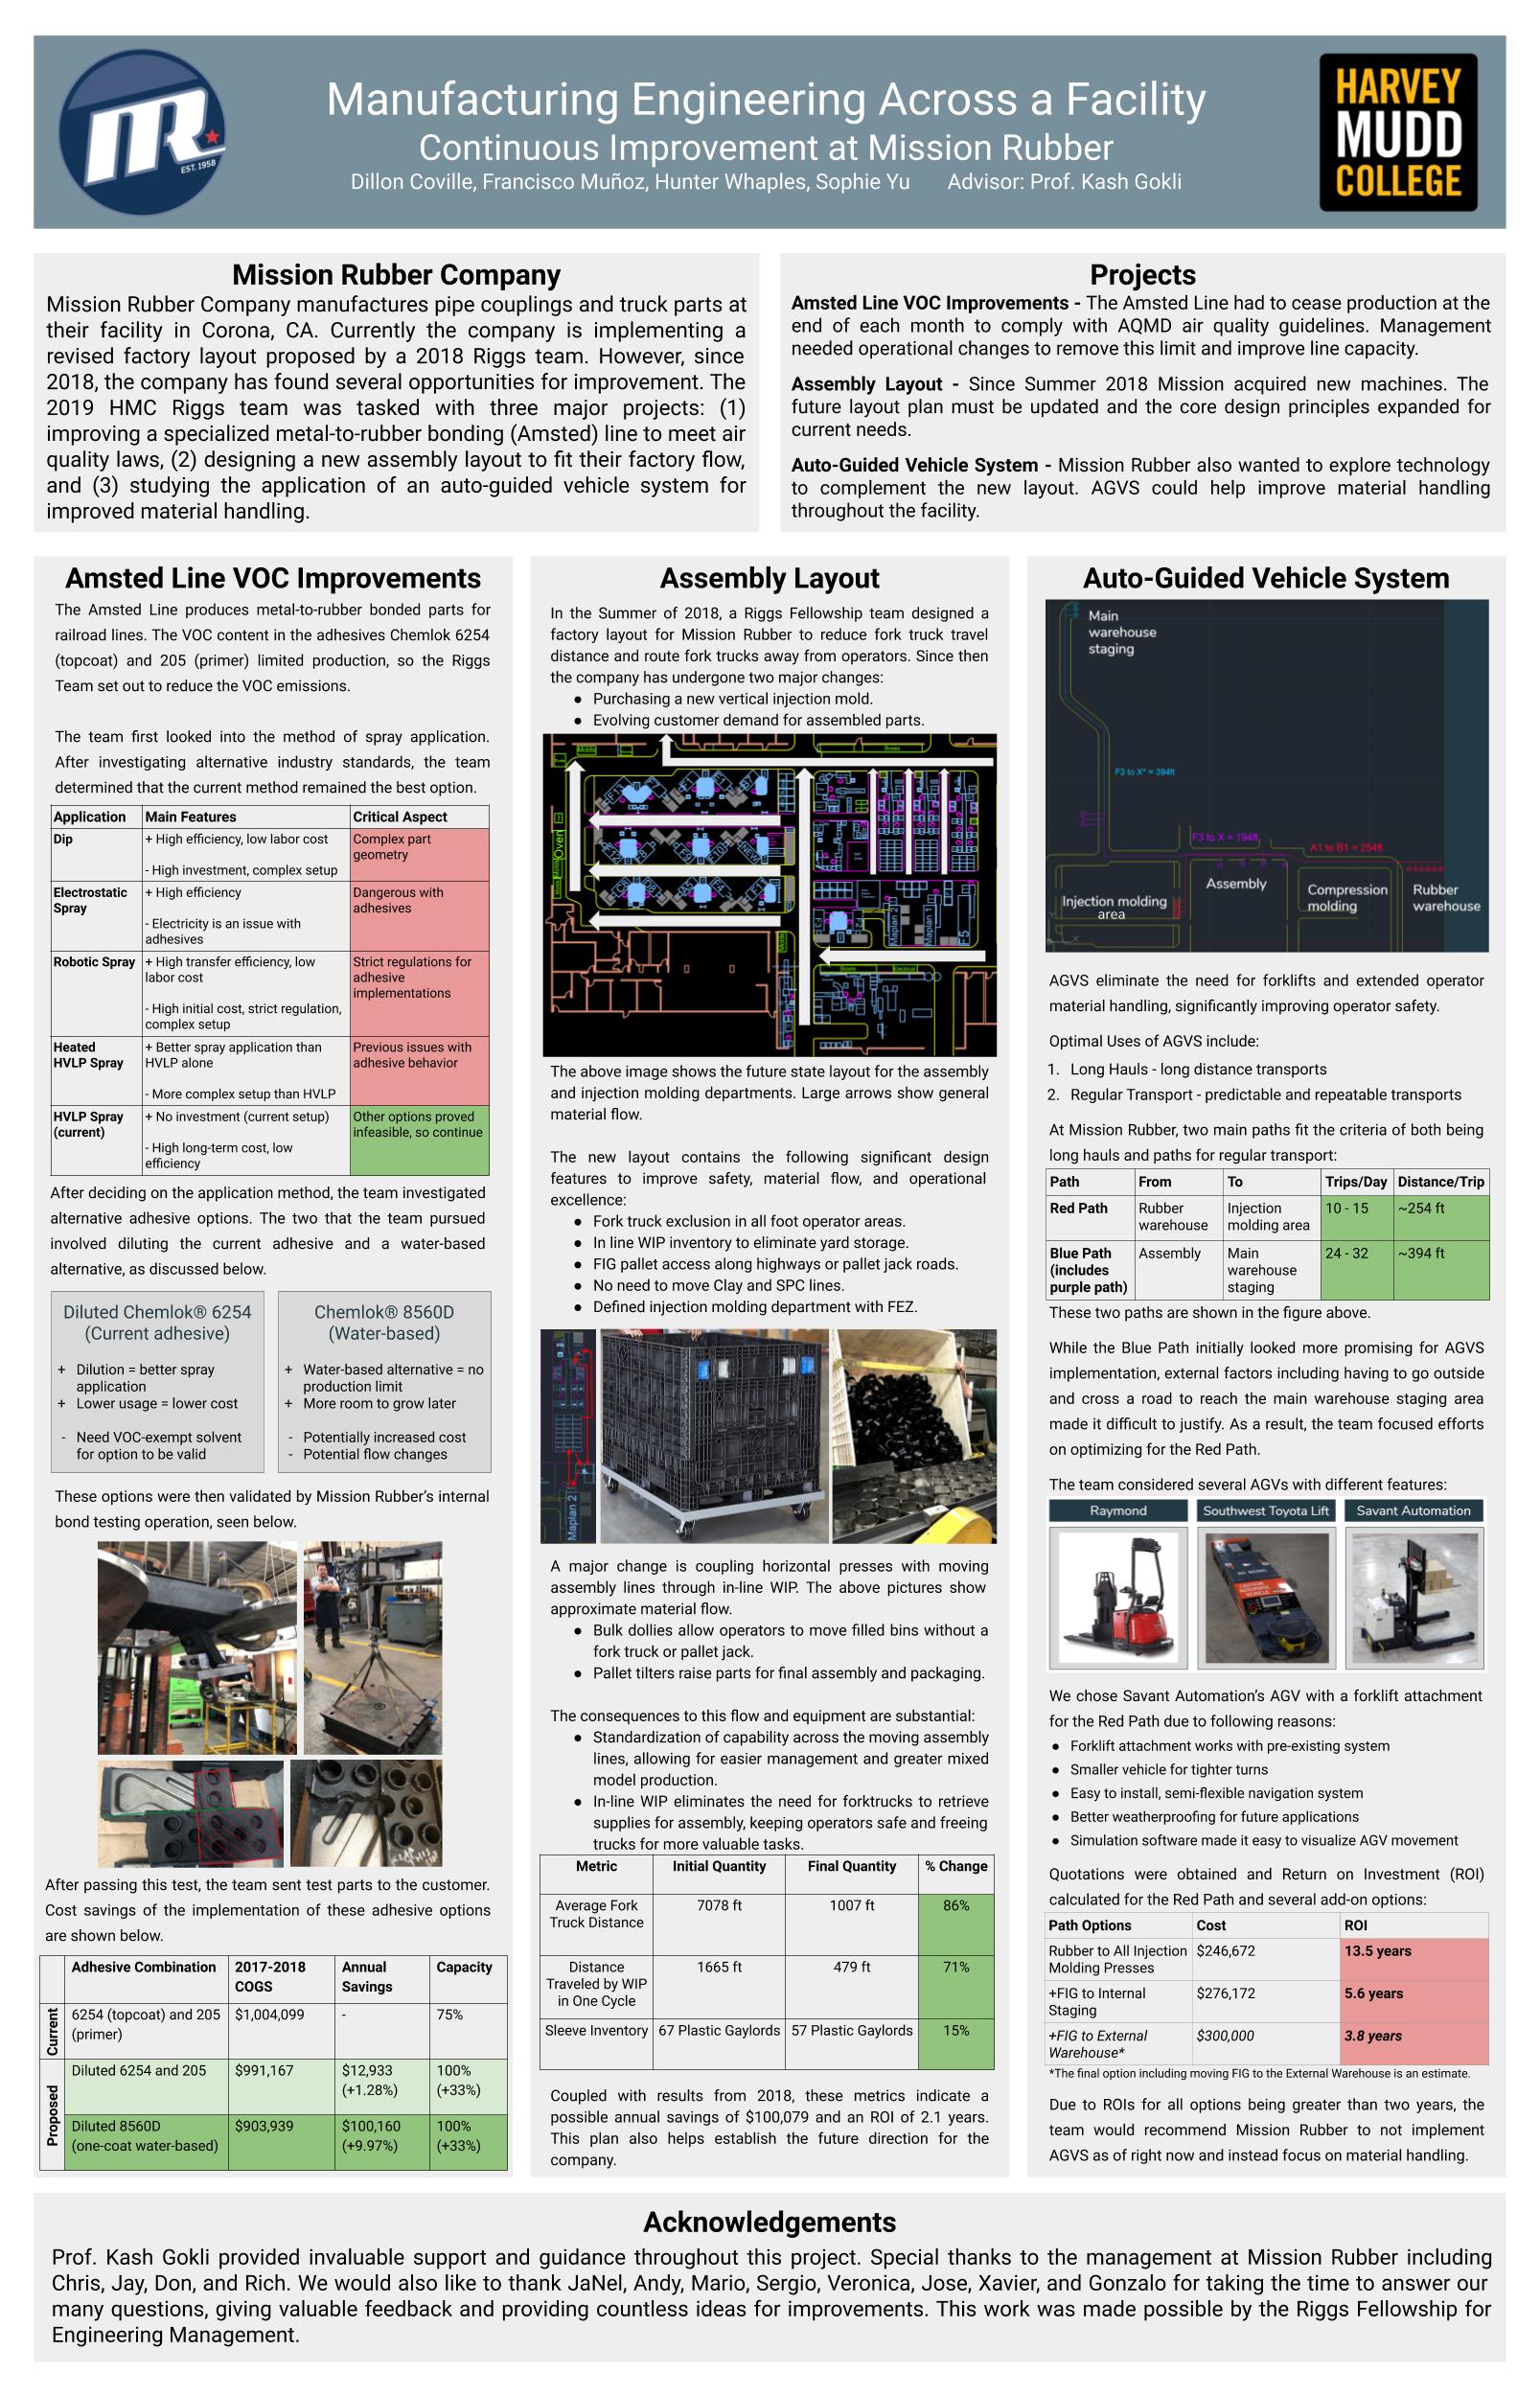 MR
EST. 1958
Manufacturing Engineering Across a Facility
Continuous Improvement at Mission Rubber
Dillon Coville, Francisco Muñoz, Hunter Whaples, Sophie Yu Advisor: Prof. Kash Gokli
HARVEY
MUDD
COLLEGE
Mission Rubber Company
Mission Rubber Company manufactures pipe couplings and truck parts at
their facility in Corona, CA. Currently the company is implementing a
revised factory layout proposed by a 2018 Riggs team. However, since
2018, the company has found several opportunities for improvement. The
2019 HMC Riggs team was tasked with three major projects: (1)
improving a specialized metal-to-rubber bonding (Amsted) line to meet air
quality laws, (2) designing a new assembly layout to fit their factory flow,
and (3) studying the application of an auto-guided vehicle system for
improved material handling.
Projects
Amsted Line VOC Improvements - The Amsted Line had to cease production at the
end of each month to comply with AQMD air quality guidelines. Management
needed operational changes to remove this limit and improve line capacity.
Assembly Layout - Since Summer 2018 Mission acquired new machines. The
future layout plan must be updated and the core design principles expanded for
current needs.
Auto-Guided Vehicle System - Mission Rubber also wanted to explore technology
to complement the new layout. AGVS could help improve material handling
throughout the facility.
Amsted Line VOC Improvements
The Amsted Line produces metal-to-rubber bonded parts for
railroad lines. The VOC content in the adhesives Chemlok 6254
(topcoat) and 205 (primer) limited production, so the Riggs
Team set out to reduce the VOC emissions.
The team first looked into the method of spray application.
After investigating alternative industry standards, the team
determined that the current method remained the best option.
Application Main Features Critical Aspect
Dip + High efficiency, low labor cost Complex part
geometry
- High investment, complex setup
Electrostatic + High efficiency Dangerous with
Spray adhesives
- Electricity is an issue with
adhesives
Robotic Spray + High transfer efficiency, low Strict regulations for
labor cost adhesive
implementations
- High initial cost, strict regulation,
complex setup
Heated + Better spray application than Previous issues with
HVLP Spray HVLP alone adhesive behavior
- More complex setup than HVLP
HVLP Spray + No investment (current setup) Other options proved
(current) infeasible, so continue
- High long-term cost, low
efficiency
After deciding on the application method, the team investigated
alternative adhesive options. The two that the team pursued
involved diluting the current adhesive and a water-based
alternative, as discussed below.
Diluted Chemlok® 6254
(Current adhesive)
+ Dilution = better spray
application
+ Lower usage = lower cost
- Need VOC-exempt solvent
for option to be valid
Chemlok® 8560D
(Water-based)
+ Water-based alternative = no
production limit
+ More room to grow later
- Potentially increased cost
- Potential flow changes
These options were then validated by Mission Rubber's internal
bond testing operation, seen below.
After passing this test, the team sent test parts to the customer.
Cost savings of the implementation of these adhesive options
are shown below.
Adhesive Combination 2017-2018 Annual Capacity
COGS Savings
Current
6254 (topcoat) and 205 $1,004,099 - 75%
(primer)
Proposed
Diluted 6254 and 205 $991,167 $12,933 100%
(+1.28%) (+33%)
Diluted 8560D $903,939 $100,160 100%
(one-coat water-based) (+9.97%) (+33%)
Assembly Layout
In the Summer of 2018, a Riggs Fellowship team designed a
factory layout for Mission Rubber to reduce fork truck travel
distance and route fork trucks away from operators. Since then
the company has undergone two major changes:
● Purchasing a new vertical injection mold.
● Evolving customer demand for assembled parts.
Molds
Boxes
Oven
Maplan 2
Maplan 1
E5
Molds
Boxes
Electrical
The above image shows the future state layout for the assembly
and injection molding departments. Large arrows show general
material flow.
The new layout contains the following significant design
features to improve safety, material flow, and operational
excellence:
● Fork truck exclusion in all foot operator areas.
● In line WIP inventory to eliminate yard storage.
● FIG pallet access along highways or pallet jack roads.
● No need to move Clay and SPC lines.
● Defined injection molding department with FEZ.
Maplan 2
A major change is coupling horizontal presses with moving
assembly lines through in-line WIP. The above pictures show
approximate material flow.
● Bulk dollies allow operators to move filled bins without a
fork truck or pallet jack.
● Pallet tilters raise parts for final assembly and packaging.
The consequences to this flow and equipment are substantial:
● Standardization of capability across the moving assembly
lines, allowing for easier management and greater mixed
model production.
● In-line WIP eliminates the need for forktrucks to retrieve
supplies for assembly, keeping operators safe and freeing
trucks for more valuable tasks.
Metric Initial Quantity Final Quantity % Change
Average Fork 7078 ft 1007 ft 86%
Truck Distance
Distance 1665 ft 479 ft 71%
Traveled by WIP
in One Cycle
Sleeve Inventory 67 Plastic Gaylords 57 Plastic Gaylords 15%
Coupled with results from 2018, these metrics indicate a
possible annual savings of $100,079 and an ROI of 2.1 years.
This plan also helps establish the future direction for the
company.
Auto-Guided Vehicle System
Main
warehouse
staging
F3 to X* = 394ft
F3 to X = 194ft
A1 to B1 = 254ft
Injection molding
area
Assembly
Compression
molding
Rubber
warehouse
AGVS eliminate the need for forklifts and extended operator
material handling, significantly improving operator safety.
Optimal Uses of AGVS include:
1. Long Hauls - long distance transports
2. Regular Transport - predictable and repeatable transports
At Mission Rubber, two main paths fit the criteria of both being
long hauls and paths for regular transport:
Path From To Trips/Day Distance/Trip
Red Path Rubber Injection 10 - 15 ~254 ft
warehouse molding area
Blue Path Assembly Main 24 - 32 ~394 ft
(includes warehouse
purple path) staging
These two paths are shown in the figure above.
While the Blue Path initially looked more promising for AGVS
implementation, external factors including having to go outside
and cross a road to reach the main warehouse staging area
made it difficult to justify. As a result, the team focused efforts
on optimizing for the Red Path.
The team considered several AGVs with different features:
Raymond Southwest Toyota Lift Savant Automation
We chose Savant Automation's AGV with a forklift attachment
for the Red Path due to following reasons:
● Forklift attachment works with pre-existing system
● Smaller vehicle for tighter turns
● Easy to install, semi-flexible navigation system
● Better weatherproofing for future applications
● Simulation software made it easy to visualize AGV movement
Quotations were obtained and Return on Investment (ROI)
calculated for the Red Path and several add-on options:
Path Options Cost ROI
Rubber to All Injection $246,672 13.5 years
Molding Presses
+FIG to Internal $276,172 5.6 years
Staging
+FIG to External $300,000 3.8 years
Warehouse*
*The final option including moving FIG to the External Warehouse is an estimate.
Due to ROIs for all options being greater than two years, the
team would recommend Mission Rubber to not implement
AGVS as of right now and instead focus on material handling.
Acknowledgements
Prof. Kash Gokli provided invaluable support and guidance throughout this project. Special thanks to the management at Mission Rubber including
Chris, Jay, Don, and Rich. We would also like to thank JaNel, Andy, Mario, Sergio, Veronica, Jose, Xavier, and Gonzalo for taking the time to answer our
many questions, giving valuable feedback and providing countless ideas for improvements. This work was made possible by the Riggs Fellowship for
Engineering Management.